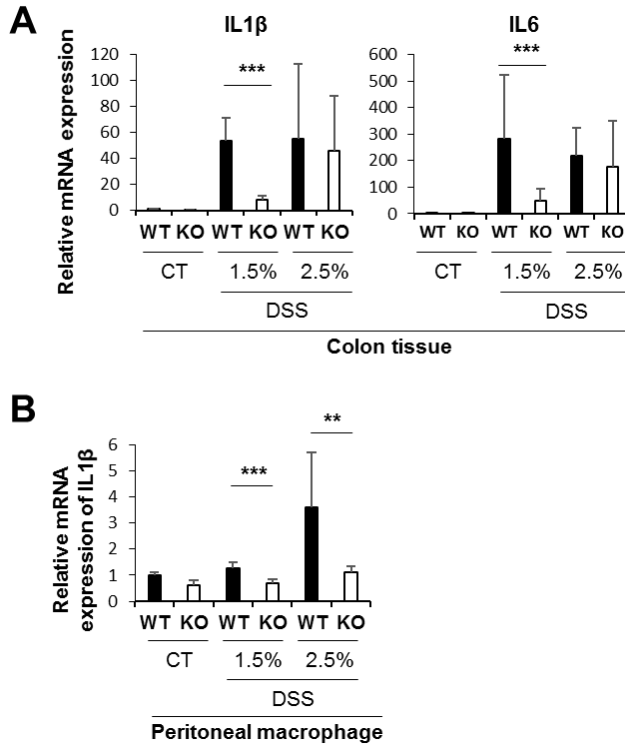 A
IL1β
IL6
Relative mRNA expression
120
100
80
60
40
20
0
***
WT KO WT KO WT KO
CT 1.5% 2.5%
DSS
600
500
400
300
200
100
0
***
WT KO WT KO WT KO
CT 1.5% 2.5%
DSS
Colon tissue
B
Relative mRNA
expression of IL1β
6
5
4
3
2
1
0
***
**
WT KO WT KO WT KO
CT 1.5% 2.5%
DSS
Peritoneal macrophage